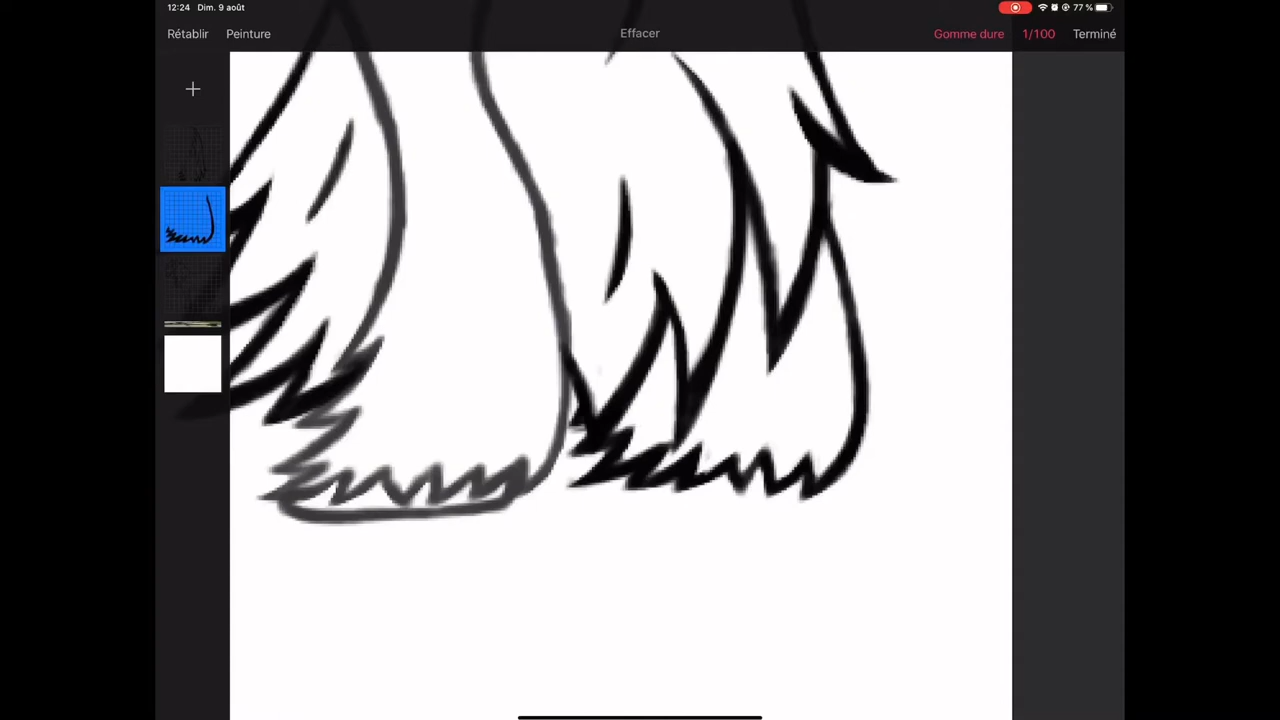 12:24 Dim. 9 août 77 %
Rétablir Peinture Effacer Gomme dure 1/100 Terminé